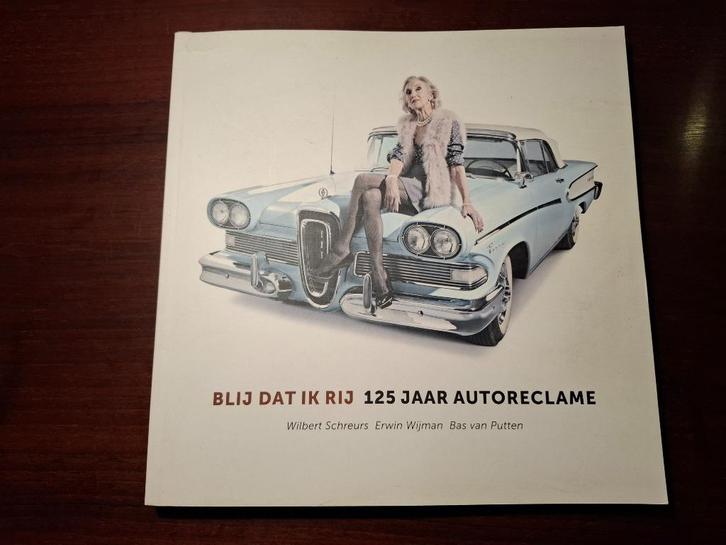 BLIJ DAT IK RIJ 125 JAAR AUTORECLAME
Wilbert Schreurs Erwin Wijman Bas van Putten